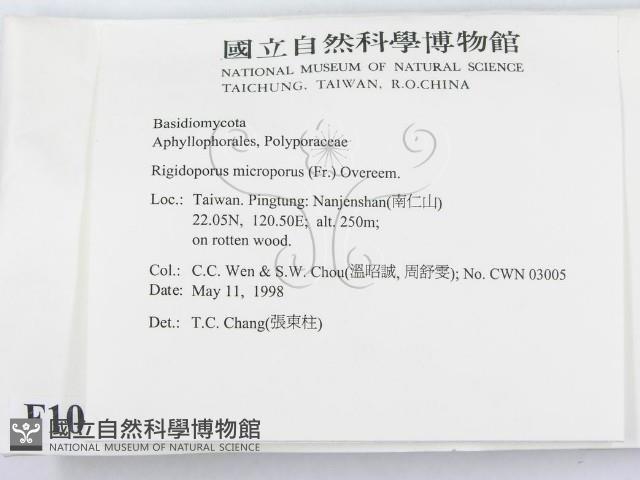 國立自然科學博物館
NATIONAL MUSEUM OF NATURAL SCIENCE
TAICHUNG, TAIWAN, R.O.CHINA
Basidiomycota
Aphyllophorales, Polyporaceae
Rigidoporus microporus (Fr.) Overeem.
Loc.: Taiwan. Pingtung: Nanjenshan(南仁山)
22.05N, 120.50E; alt. 250m;
on rotten wood.
Col.: C.C. Wen & S.W. Chou(溫昭誠, 周舒雯); No. CWN 03005
Date: May 11, 1998
Det.: T.C. Chang(張東柱)
F10
國立自然科學博物館
NATIONAL MUSEUM OF NATURAL SCIENCE